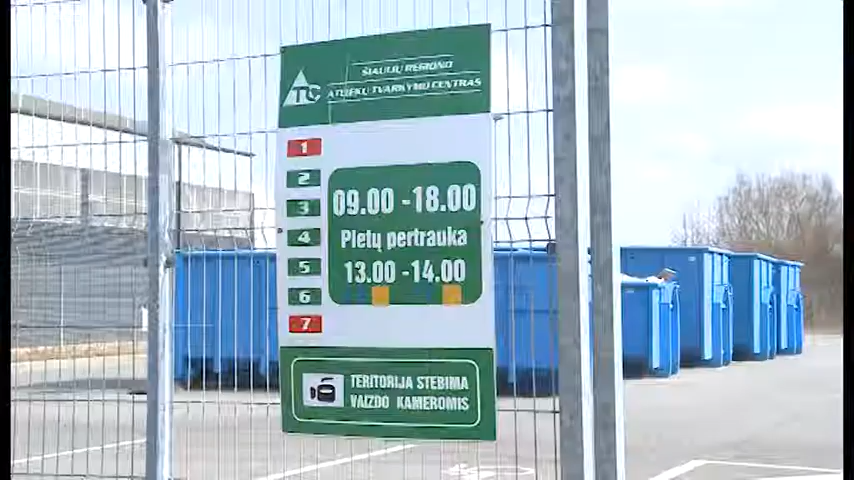 TC
ŠIAULIŲ REGIONO
ATLIEKŲ TVARKYMO CENTRAS
1
2
3
4
5
6
7
09.00 - 18.00
Pietų pertrauka
13.00 - 14.00
TERITORIJA STEBIMA
VAIZDO KAMEROMIS